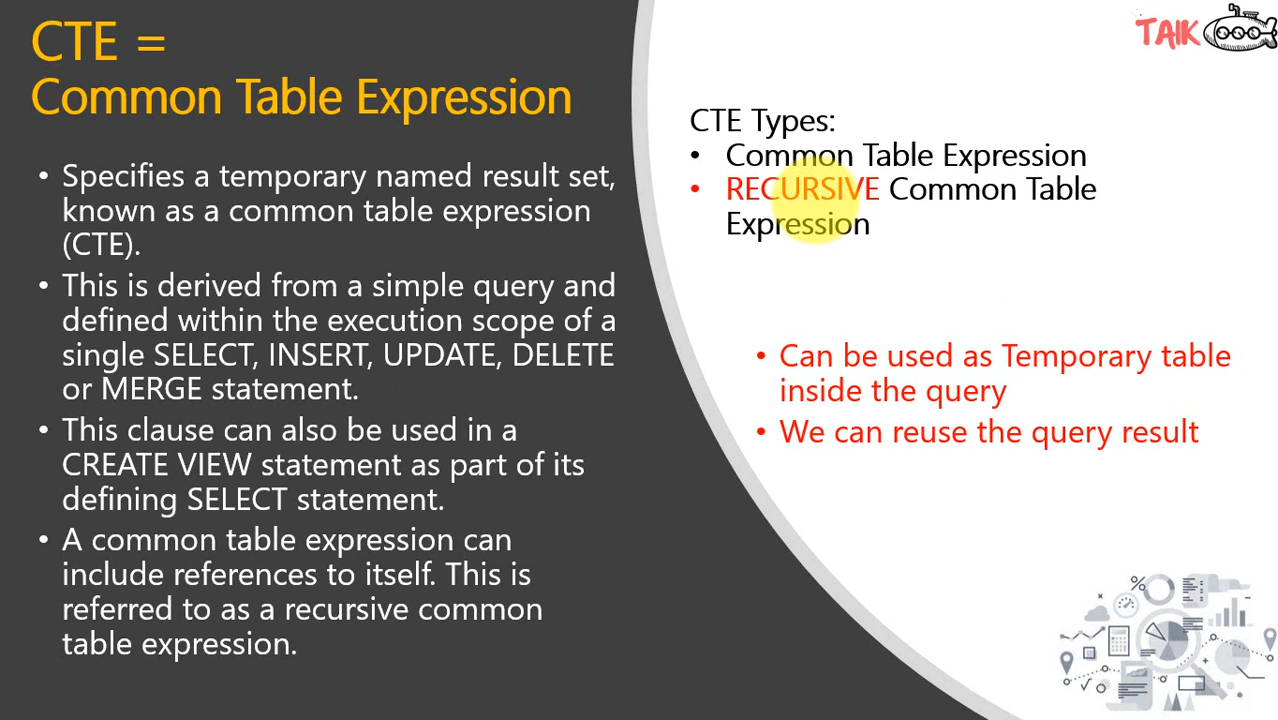 CTE =
Common Table Expression
• Specifies a temporary named result set,
known as a common table expression
(CTE).
• This is derived from a simple query and
defined within the execution scope of a
single SELECT, INSERT, UPDATE, DELETE
or MERGE statement.
• This clause can also be used in a
CREATE VIEW statement as part of its
defining SELECT statement.
• A common table expression can
include references to itself. This is
referred to as a recursive common
table expression.
TAIK
CTE Types:
• Common Table Expression
• RECURSIVE Common Table
Expression
• Can be used as Temporary table
inside the query
• We can reuse the query result